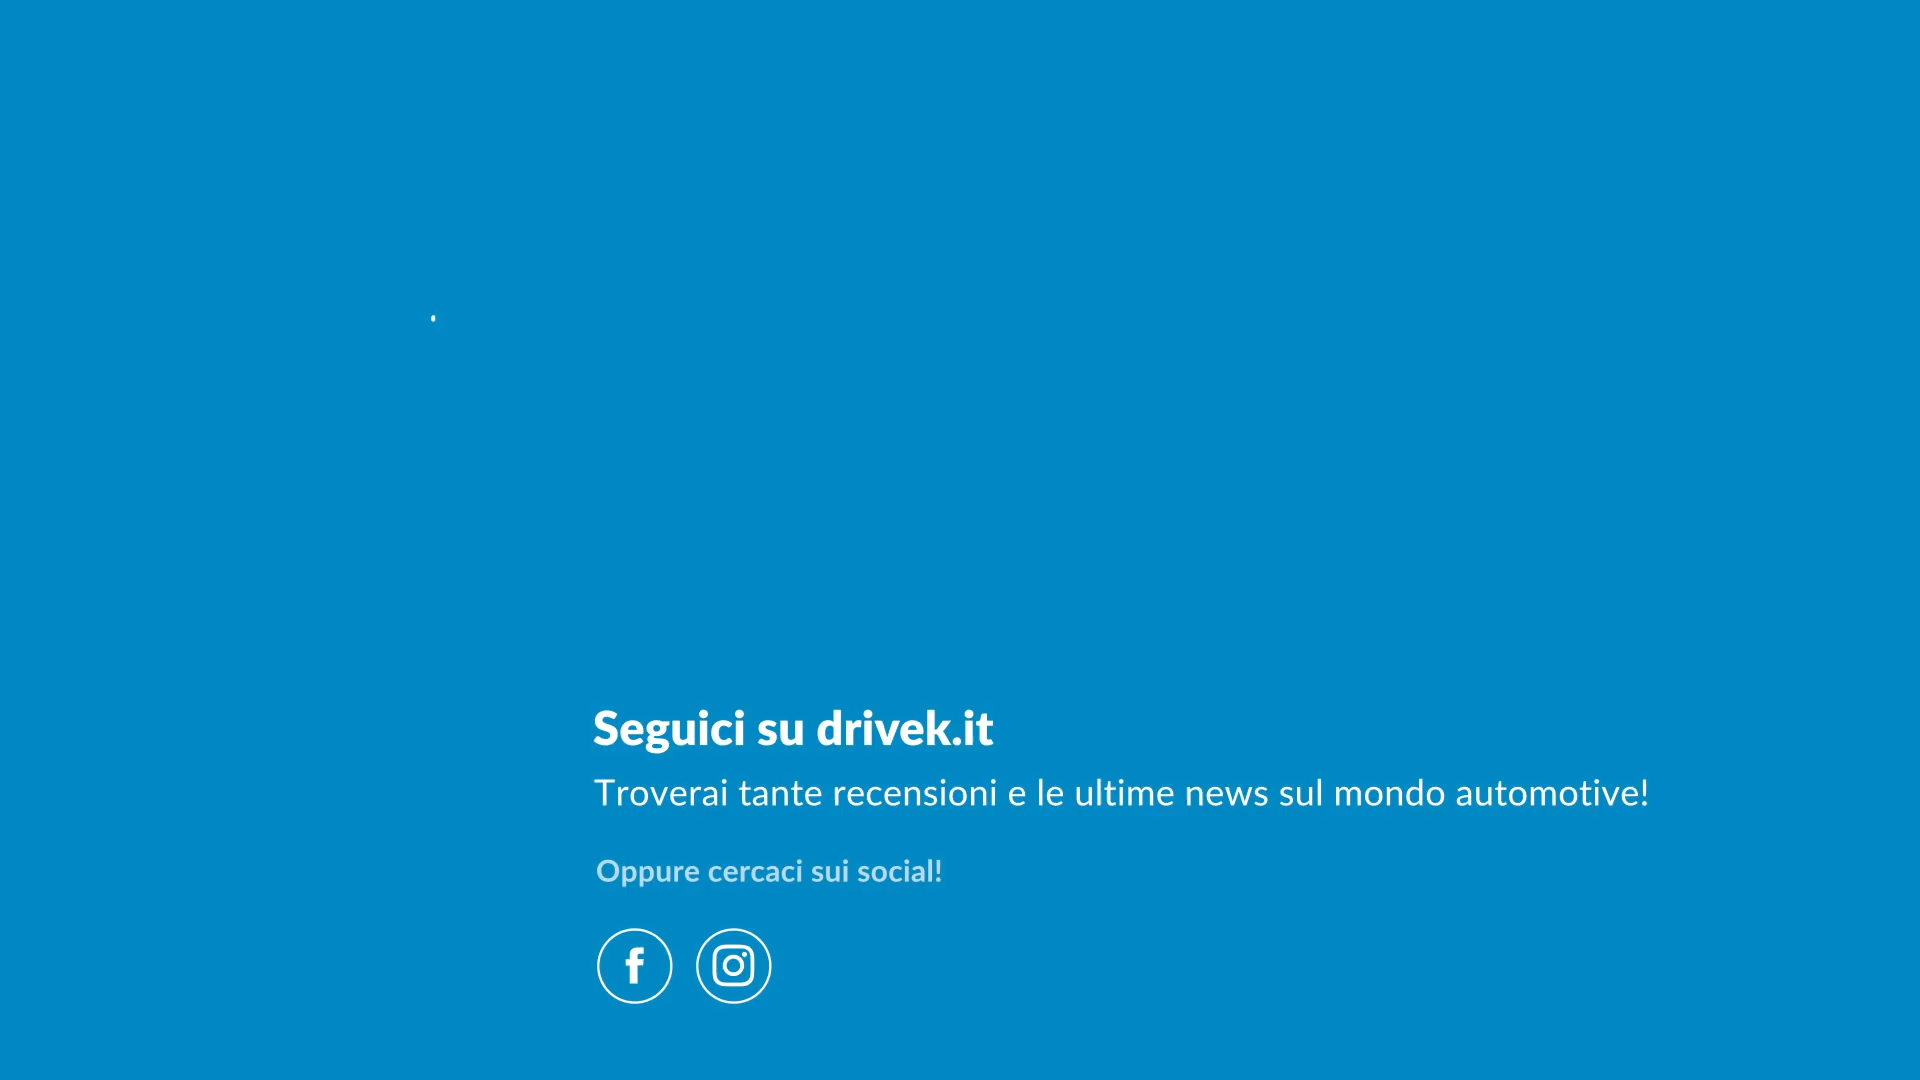 Seguici su drivek.it
Troverai tante recensioni e le ultime news sul mondo automotive!
Oppure cercaci sui social!